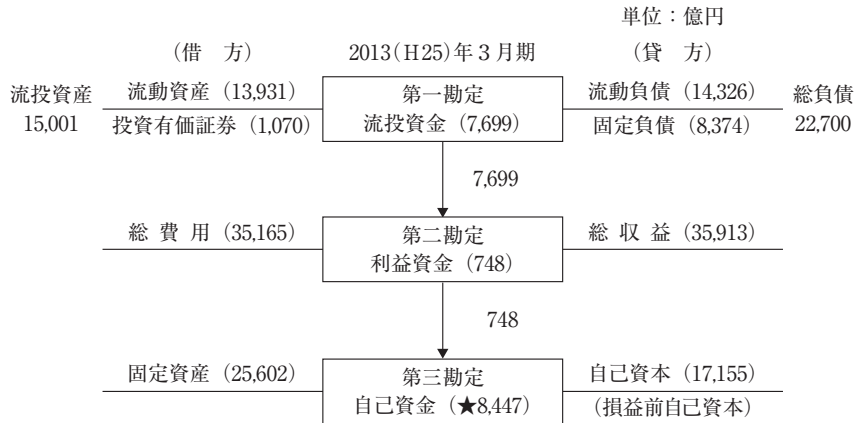 単位：億円
（借　方）　2013（H25）年３月期　（貸　方）
流投資産　流動資産（13,931）　第一勘定　流動負債（14,326）　総負債
15,001　投資有価証券（1,070）　流投資金（7,699）　固定負債（8,374）　22,700
7,699
総 費 用（35,165）　第二勘定　総 収 益（35,913）
利益資金（748）
748
固定資産（25,602）　第三勘定　自己資本（17,155）
自己資金（★8,447）　（損益前自己資本）